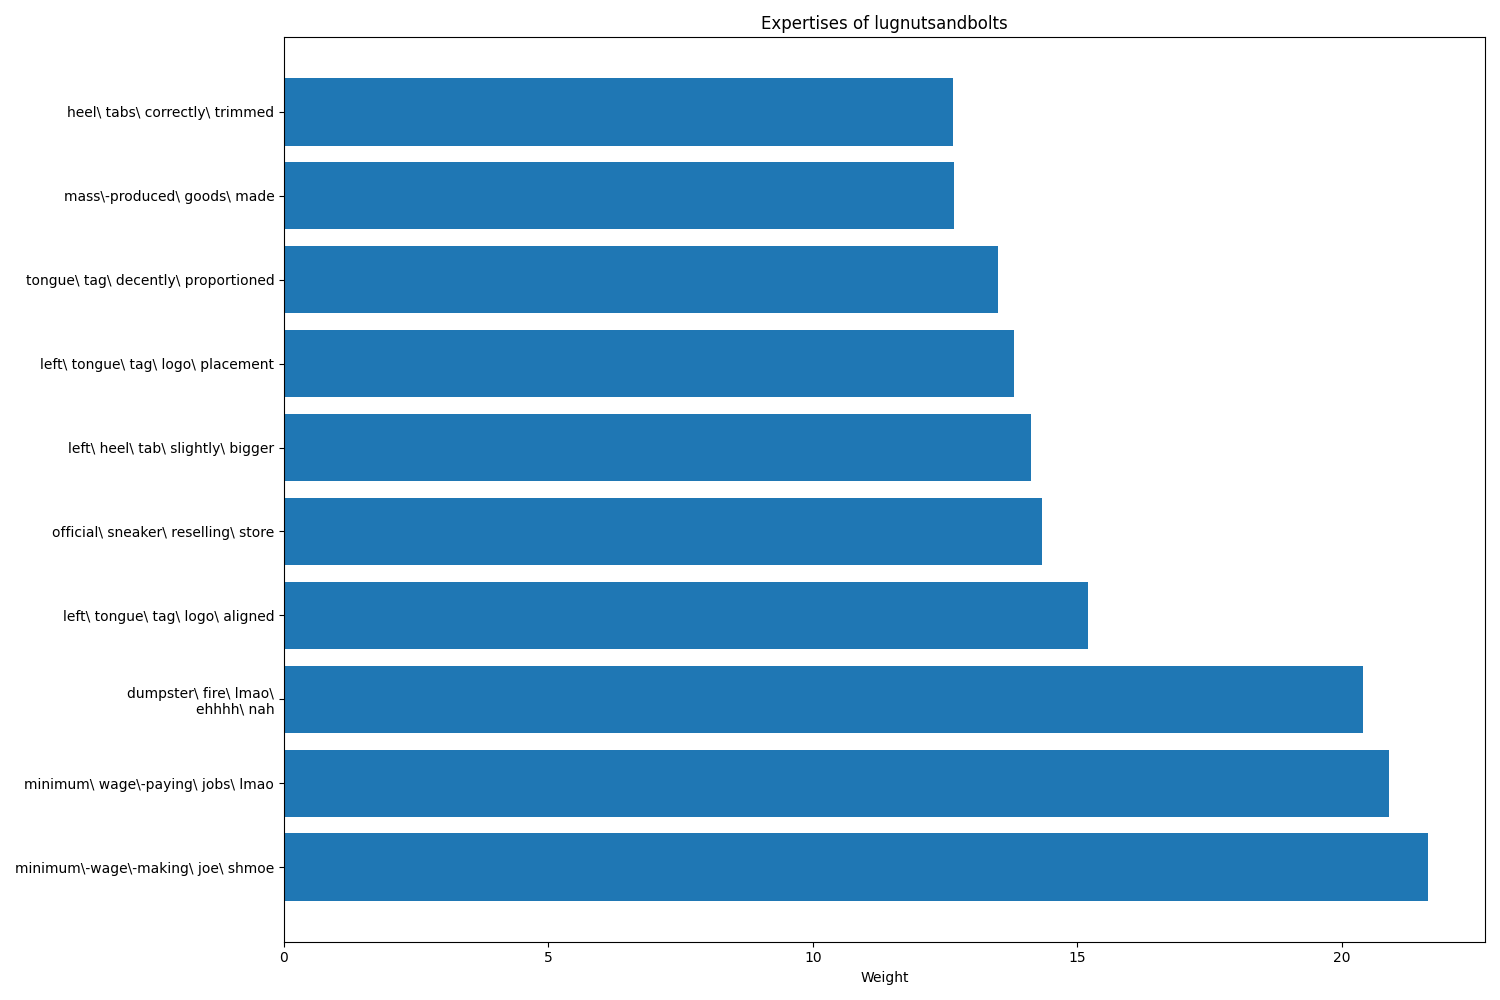 Expertises of lugnutsandbolts
heel\ tabs\ correctly\ trimmed
mass\-produced\ goods\ made
tongue\ tag\ decently\ proportioned
left\ tongue\ tag\ logo\ placement
left\ heel\ tab\ slightly\ bigger
official\ sneaker\ reselling\ store
left\ tongue\ tag\ logo\ aligned
dumpster\ fire\ lmao\
ehhhh\ nah
minimum\ wage\-paying\ jobs\ lmao
minimum\-wage\-making\ joe\ shmoe
0 5 10 15 20
Weight